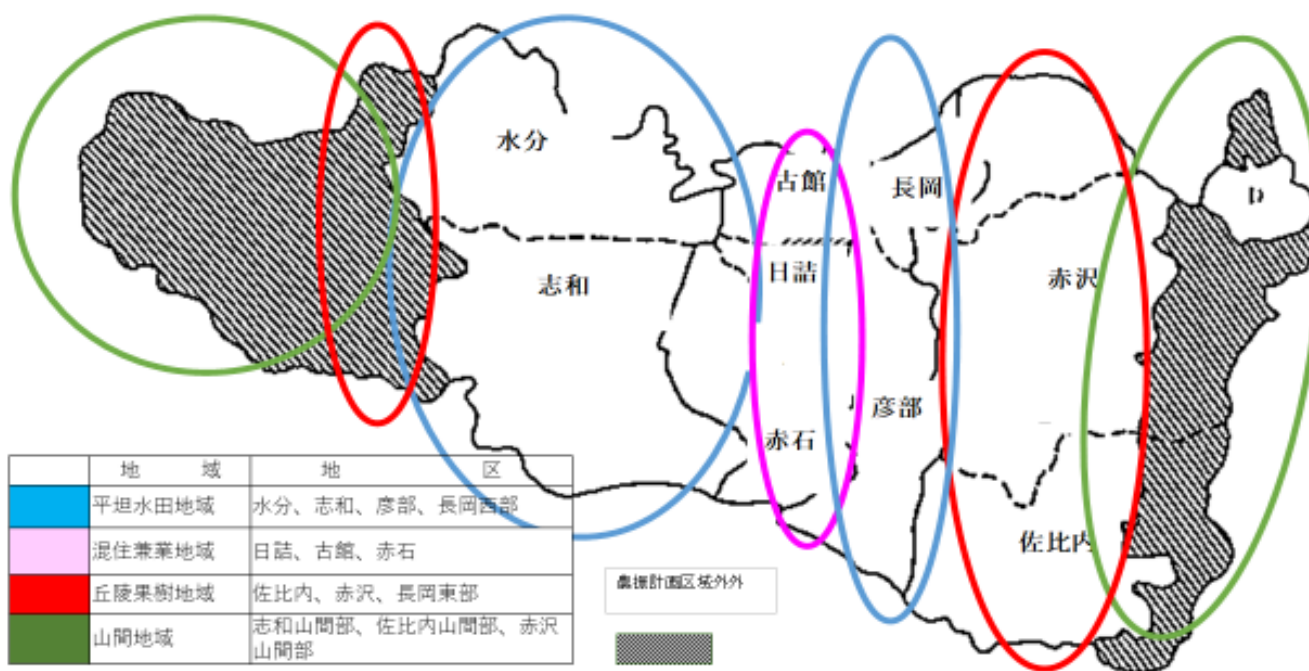 水分
古館
長岡
D
志和
日詰
赤沢
赤石
彦部
佐比内
地 域 地 区
平坦水田地域 水分、志和、彦部、長岡西部
混住兼業地域 日詰、古館、赤石
丘陵果樹地域 佐比内、赤沢、長岡東部
山間地域 志和山間部、佐比内山間部、赤沢
山間部
農振計画区域外外